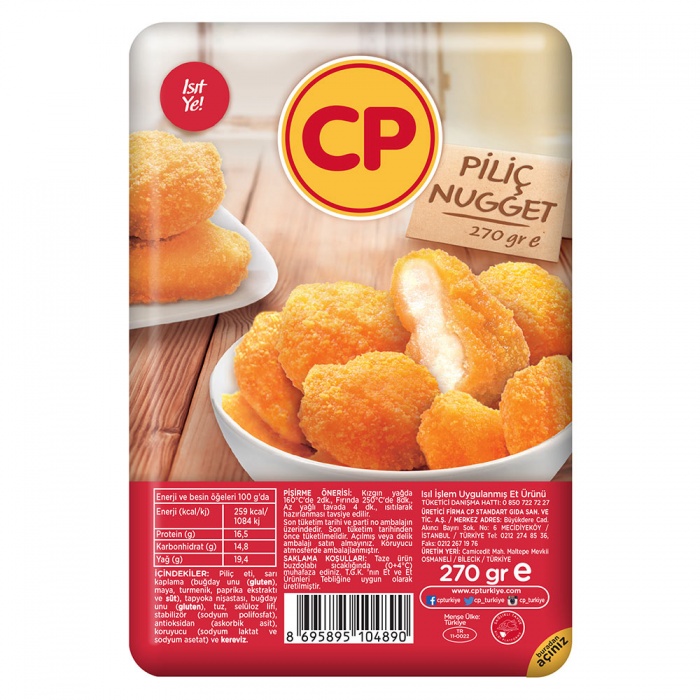 Isıt
Ye!
CP
PİLİÇ
NUGGET
270 gr e
Enerji ve besin öğeleri 100 g'da
Enerji (kcal/kj) 259 kcal/
1084 kj
Protein (g) 16,5
Karbonhidrat (g) 14,8
Yağ (g) 19,4
İÇİNDEKİLER: Piliç eti, sarı
kaplama (buğday unu (gluten),
maya, turmenik, paprika ekstraktı
ve süt), tapyoka nişastası, buğday
unu (gluten), tuz, selüloz lifi,
stabilizör (sodyum polifosfat),
antioksidan (askorbik asit),
koruyucu (sodyum laktat ve
sodyum asetat) ve kereviz.
PİŞİRME ÖNERİSİ: Kızgın yağda
160°C'de 2dk., Fırında 250°C'de 8dk.,
Az yağlı tavada 4 dk., ısıtılarak
hazırlanması tavsiye edilir.
Son tüketim tarihi ve parti no ambalajın
üzerindedir. Son tüketim tarihinden
önce tüketilmelidir. Açılmış veya delik
ambalajı satın almayınız. Koruyucu
atmosferde ambalajlanmıştır.
SAKLAMA KOŞULLARI: Taze ürün
buzdolabı sıcaklığında (0+4°C)
muhafaza ediniz. T.G.K. 'nın Et ve Et
Ürünleri Tebliğine uygun olarak
üretilmiştir.
8 695895 104890
Isıl İşlem Uygulanmış Et Ürünü
TÜKETİCİ DANIŞMA HATTI: 0 850 722 72 27
ÜRETİCİ FİRMA CP STANDART GIDA SAN. VE
TİC. A.Ş. / MERKEZ ADRES: Büyükdere Cad.
Akıncı Bayırı Sok. No: 6 MECİDİYEKÖY /
İSTANBUL / TÜRKİYE Tel: 0212 274 85 36,
Faks: 0212 267 19 76
ÜRETİM YERİ: Camicedit Mah. Maltepe Mevkii
OSMANELİ / BİLECİK / TÜRKİYE
270 gr e
www.cpturkiye.com
cpturkiye cp_turkiye cp_turkiye
Menşe Ülke:
Türkiye
TR
11-0022
buradan
açınız